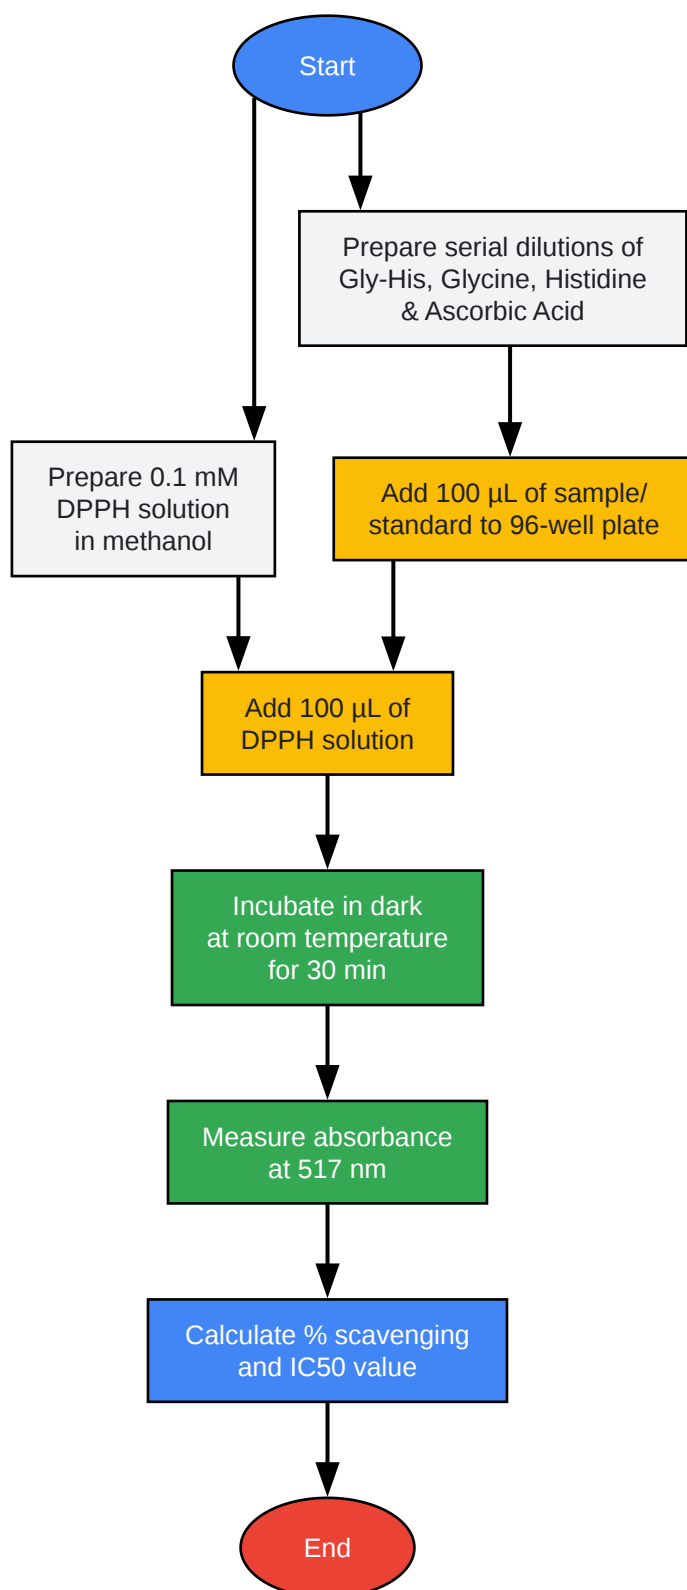 Start
Prepare serial dilutions of
Gly-His, Glycine, Histidine
& Ascorbic Acid
Prepare 0.1 mM
DPPH solution
in methanol
Add 100 µL of sample/
standard to 96-well plate
Add 100 µL of
DPPH solution
Incubate in dark
at room temperature
for 30 min
Measure absorbance
at 517 nm
Calculate % scavenging
and IC50 value
End